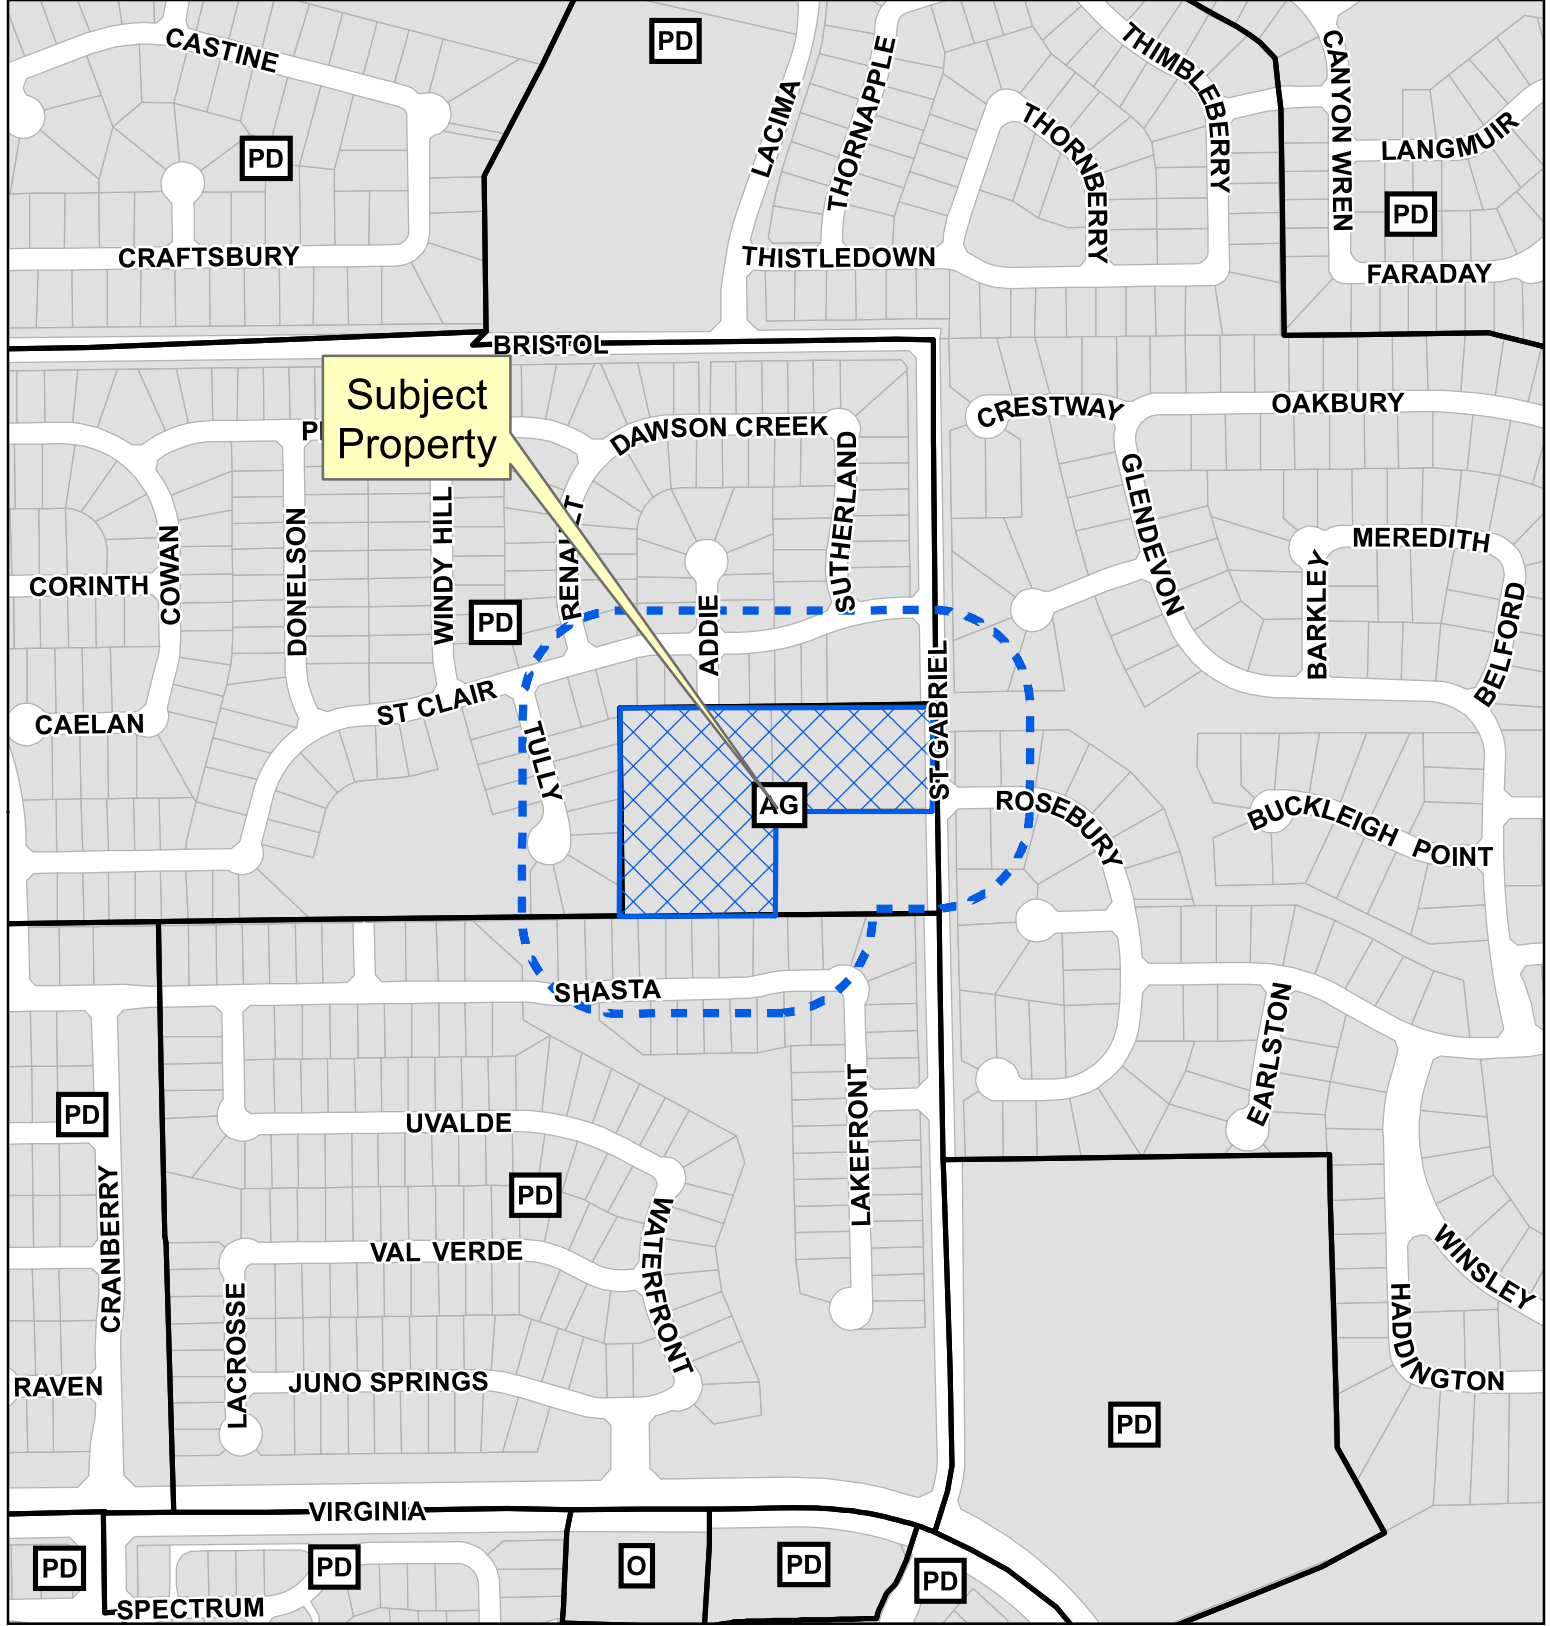 CASTINE
PD
LACIMA
THORNAPPLE
THIMBLEBERRY
CANYON WREN
LANGMUIR
PD
THORNBERRY
PD
CRAFTSBURY
THISTLEDOWN
FARADAY
BRISTOL
Subject
Property
DAWSON CREEK
CRESTWAY
OAKBURY
COWAN
DONELSON
WINDY HILL
SUTHERLAND
GLENDEVON
MEREDITH
CORINTH
PD
ADDIE
BARKLEY
BELFORD
CAELAN
ST CLAIR
TULLY
ST GABRIEL
AG
ROSEBURY
BUCKLEIGH POINT
SHASTA
EARLSTON
PD
UVALDE
LAKEFRONT
CRANBERRY
PD
VAL VERDE
WATERFRONT
WINSLEY
LACROSSE
HADDINGTON
RAVEN
JUNO SPRINGS
PD
VIRGINIA
PD
PD
O
PD
PD
SPECTRUM